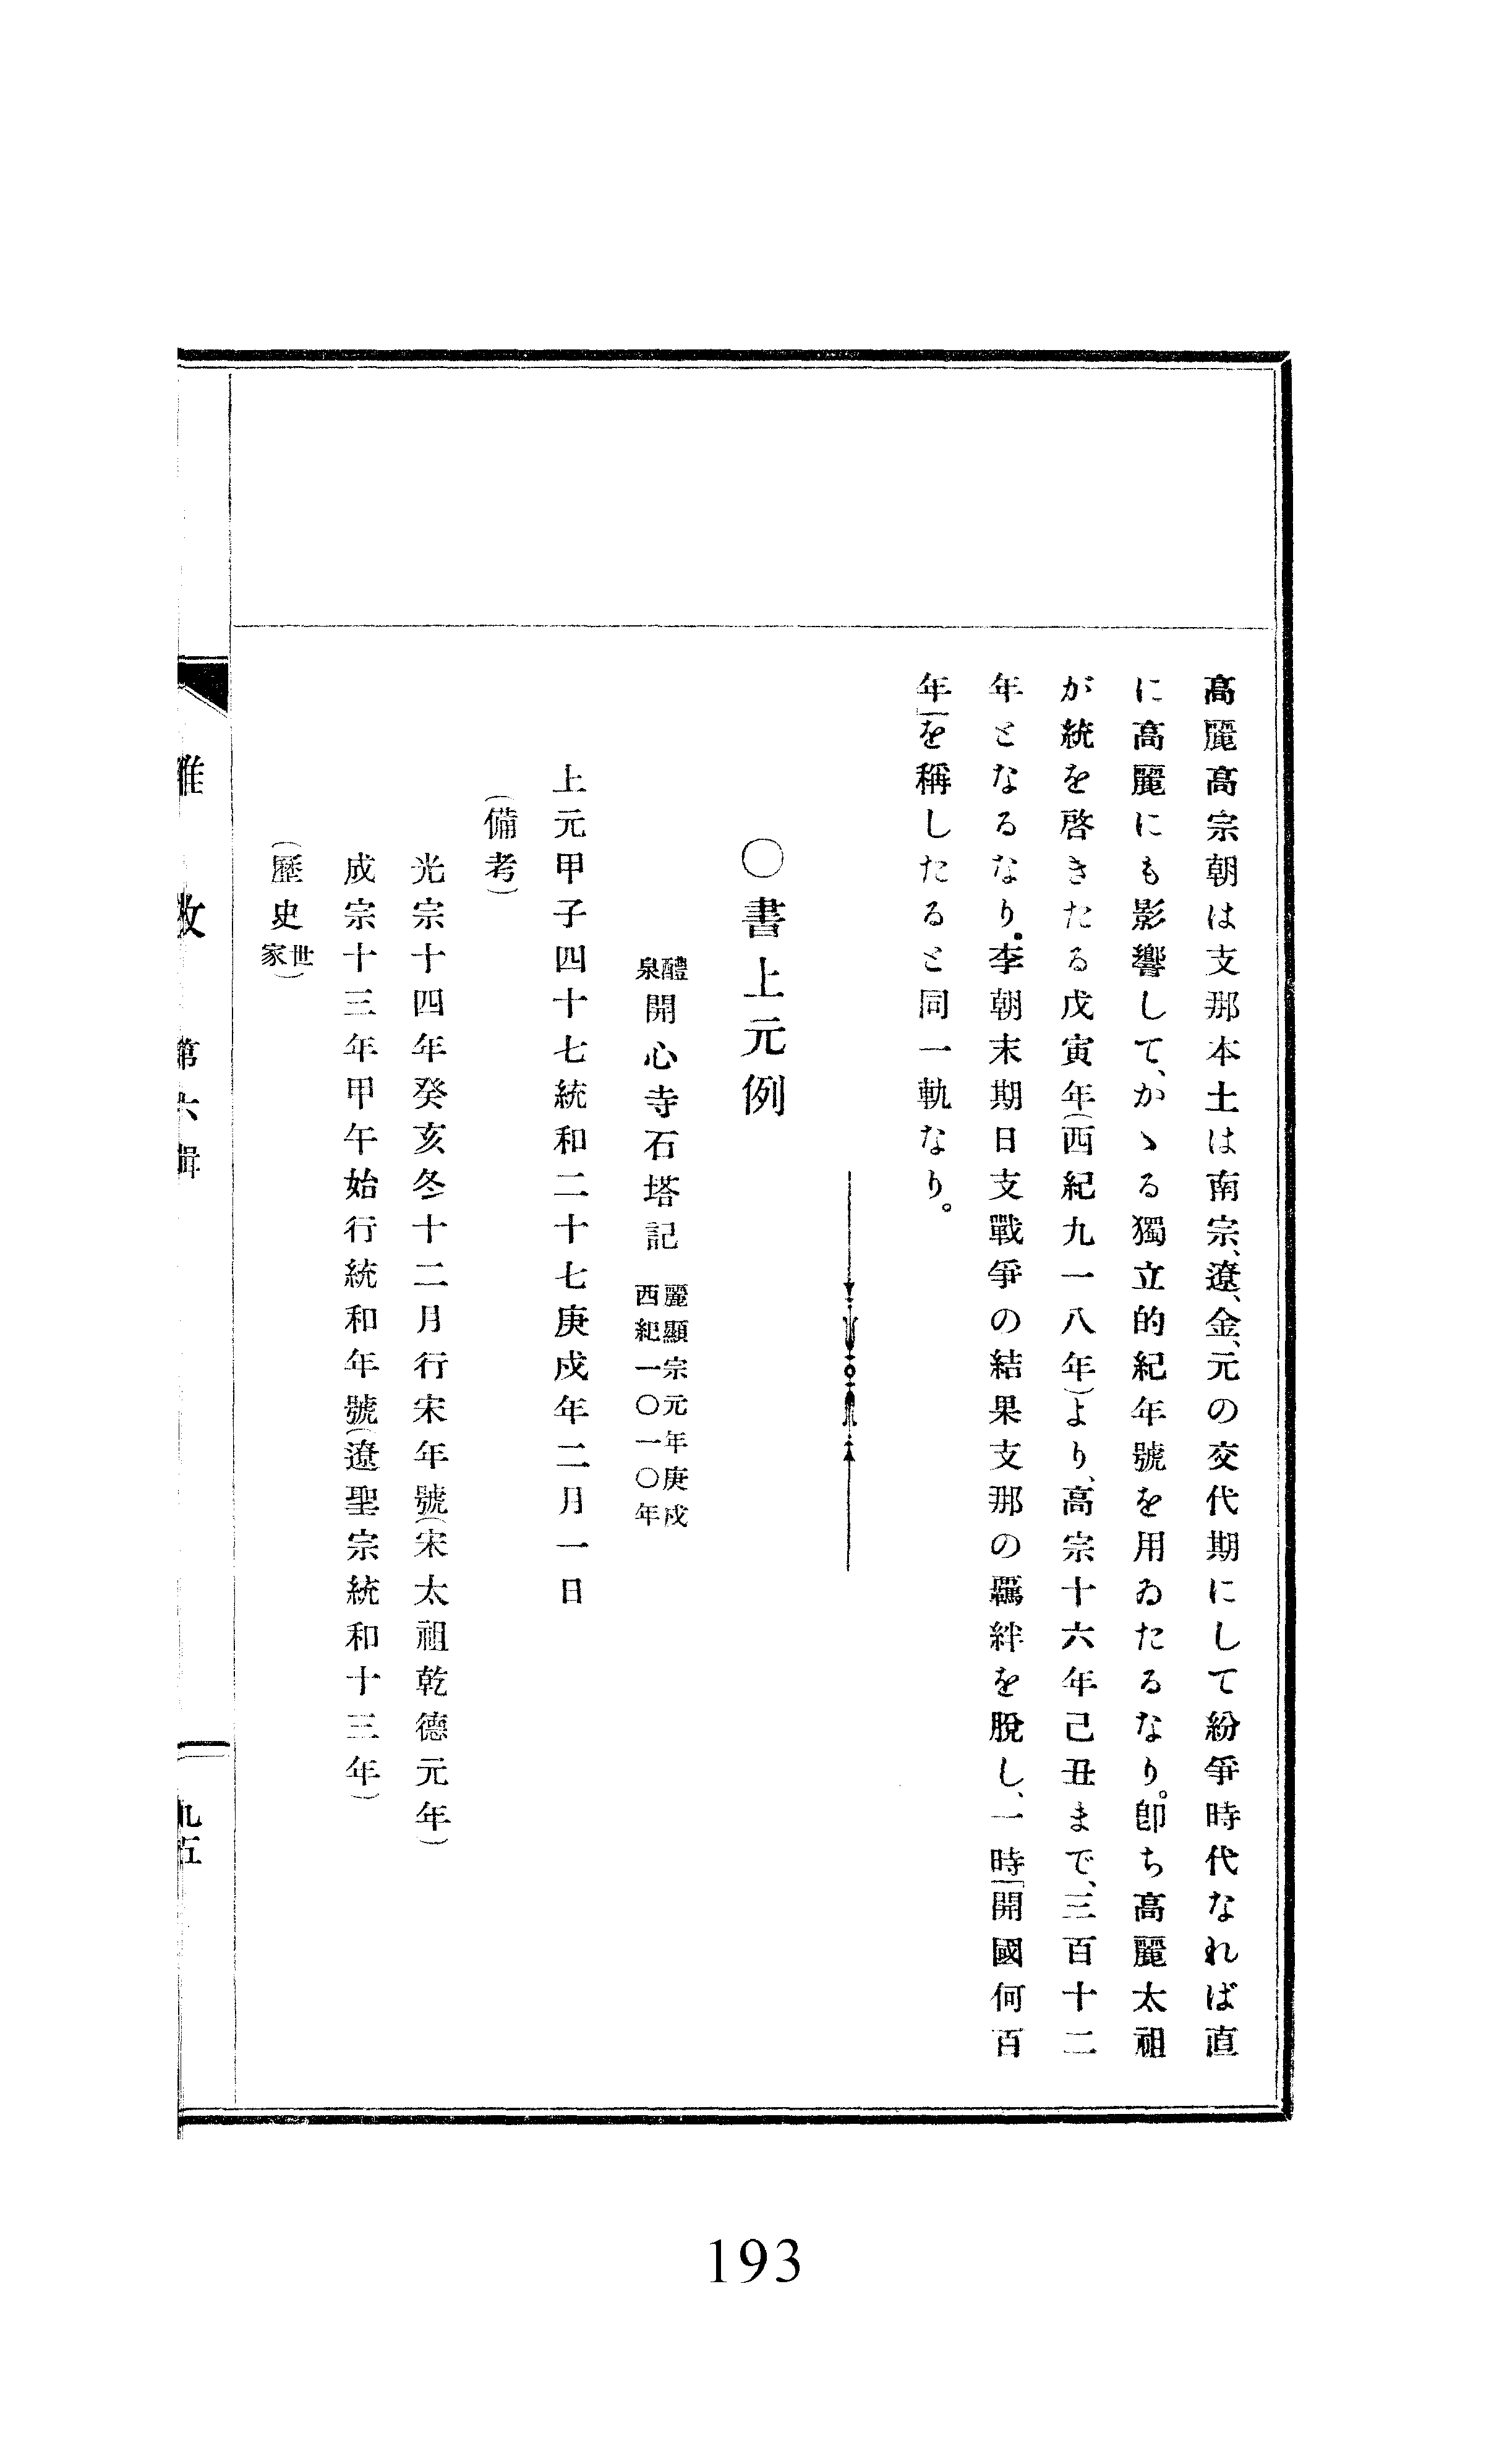 高麗高宗朝は支那本土は南宗、遼、金、元の交代期にして紛爭時代なれば直
に高麗にも影響して、かゝる獨立的紀年號を用ゐたるなり。卽ち高麗太祖
が統を啓きたる戊寅年(西紀九一八年)より、高宗十六年己丑まで、三百十二
年となるなり。李朝末期日支戰爭の結果支那の羈絆を脫し、一時「開國何百
年」を稱したると同一軌なり。
〇書上元例
醴泉開心寺石塔記 麗顯宗元年庚戌 西紀一〇一〇年
上元甲子四十七統和二十七庚戌年二月一日
(備考)
光宗十四年癸亥冬十二月行宋年號(宋太祖乾德元年)
成宗十三年甲午始行統和年號(遼聖宗統和十三年)
(歷史世家)
雜攷 第六輯
九五
193